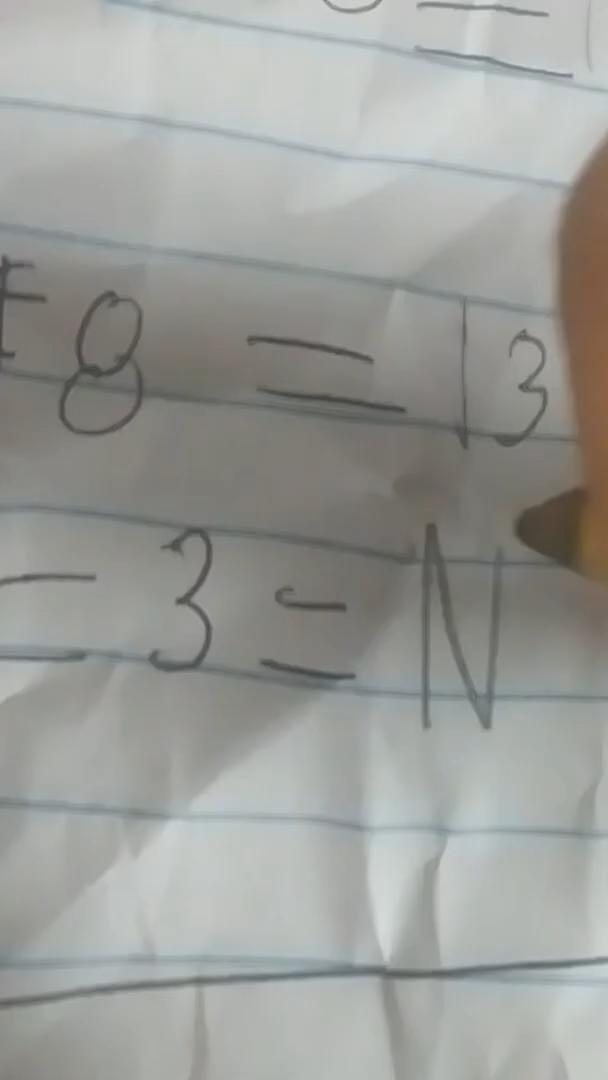 =
+8 = 13
- 3 = N